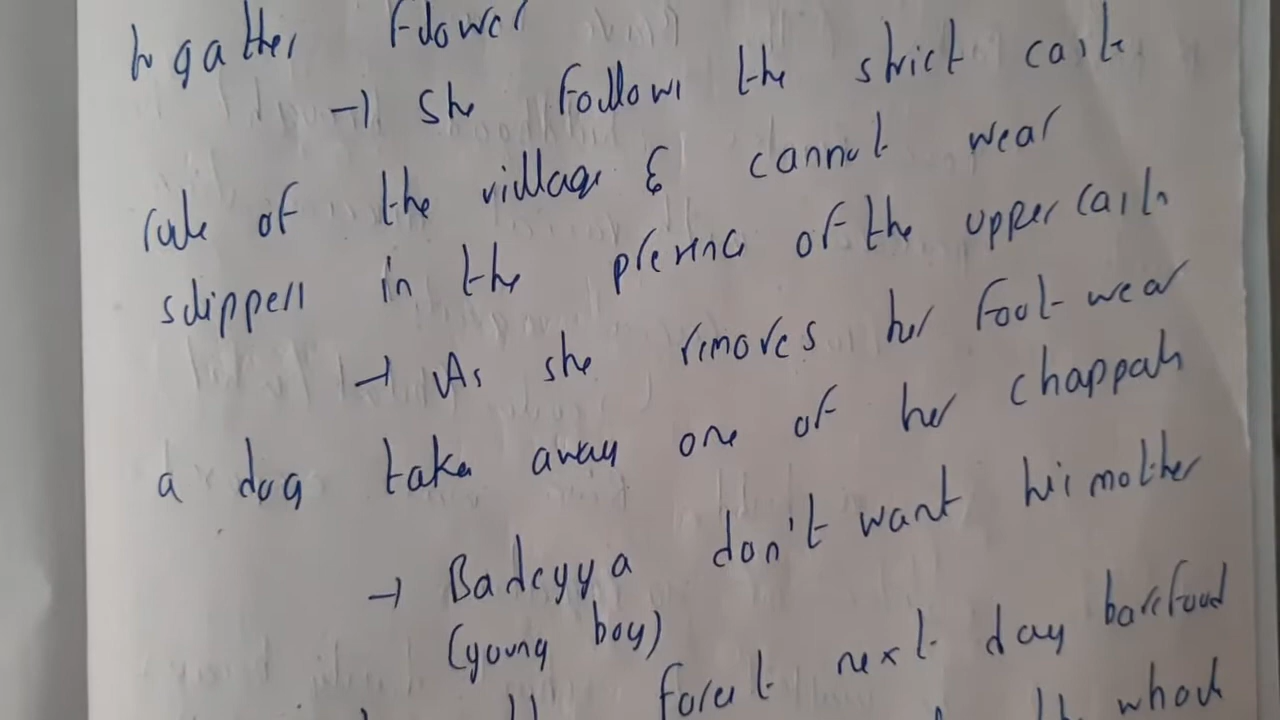 to gather flower
→ She follows the strict caste
rule of the village & cannot wear
slippers in the presence of the upper caste
→ As she removes her foot-wear
a dog take away one of her chappals
→ Badeyya don't want his mother
(young boy)
forest next day barefood
whole